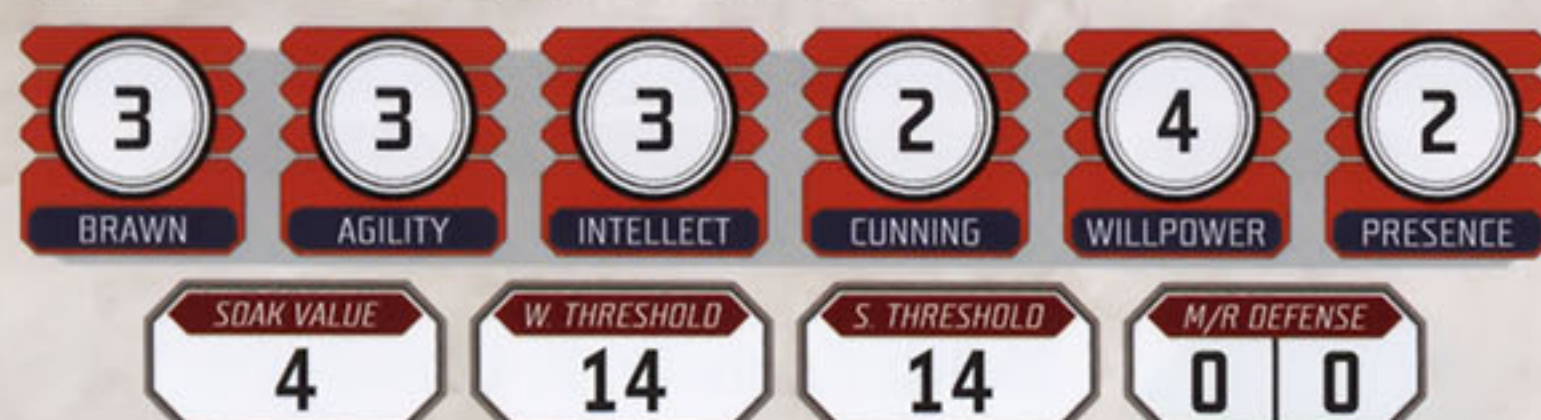 3 3 3 2 4 2
BRAWN AGILITY INTELLECT CUNNING WILLPOWER PRESENCE
SOAK VALUE W. THRESHOLD S. THRESHOLD M/R DEFENSE
4 14 14 0 0